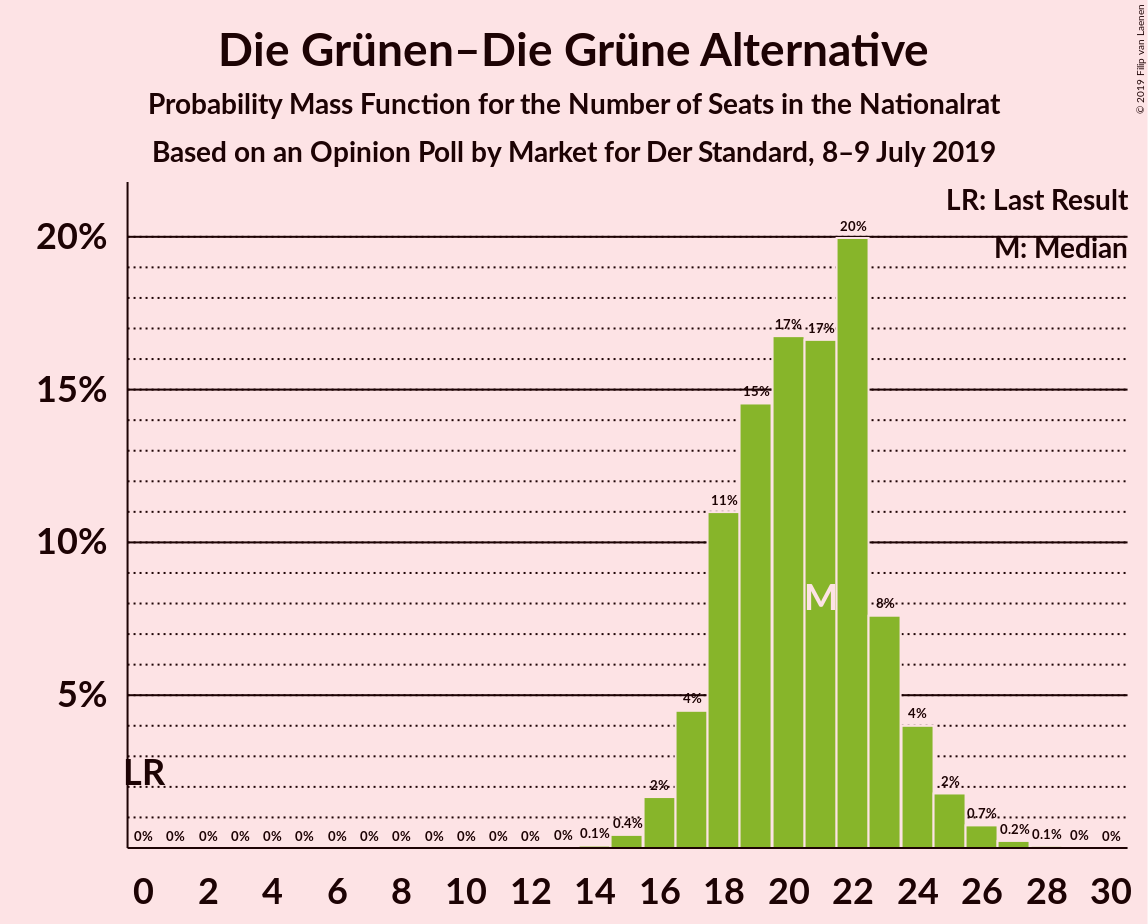 Die Grünen–Die Grüne Alternative
Probability Mass Function for the Number of Seats in the Nationalrat
Based on an Opinion Poll by Market for Der Standard, 8–9 July 2019
© 2019 Filip van Laenen
LR: Last Result
M: Median
20%
15%
10%
5%
LR
M
0% 0% 0% 0% 0% 0% 0% 0% 0% 0% 0% 0% 0% 0% 0.1% 0.4% 2% 4% 11% 15% 17% 17% 20% 8% 4% 2% 0.7% 0.2% 0.1% 0% 0%
0 2 4 6 8 10 12 14 16 18 20 22 24 26 28 30